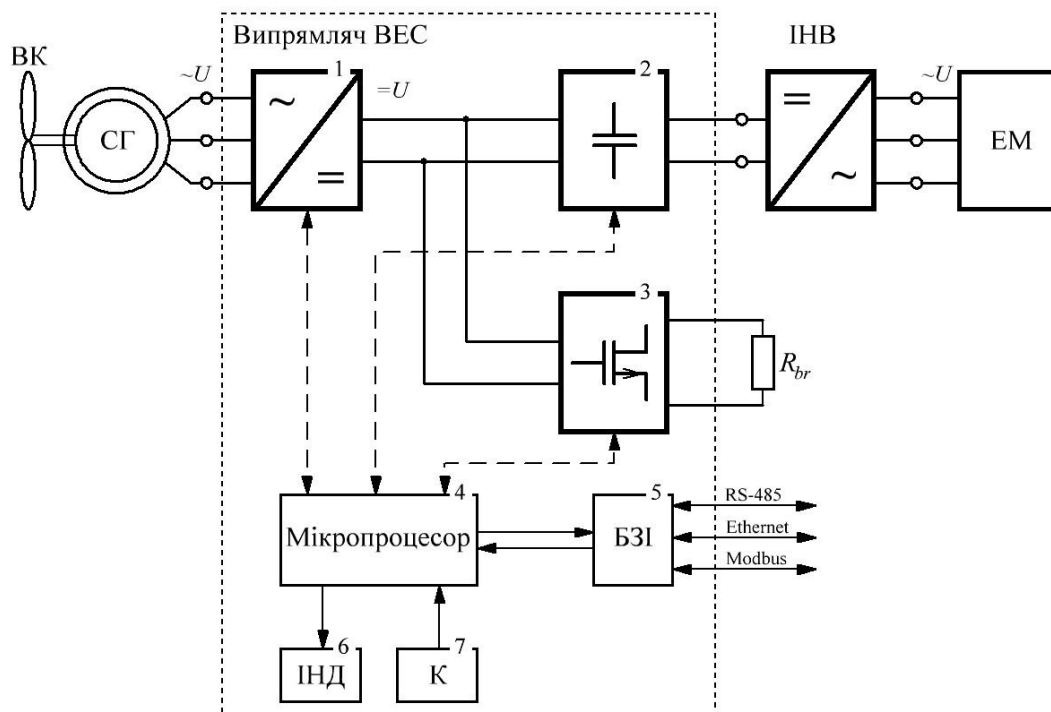 Випрямляч ВЕС
ІНВ
ВК
~U
1
=U
2
~U
СГ
~
=
=
~
ЕМ
3
R_br
4
Мікропроцесор
5
БЗІ
RS-485
Ethernet
Modbus
6
ІНД
7
К